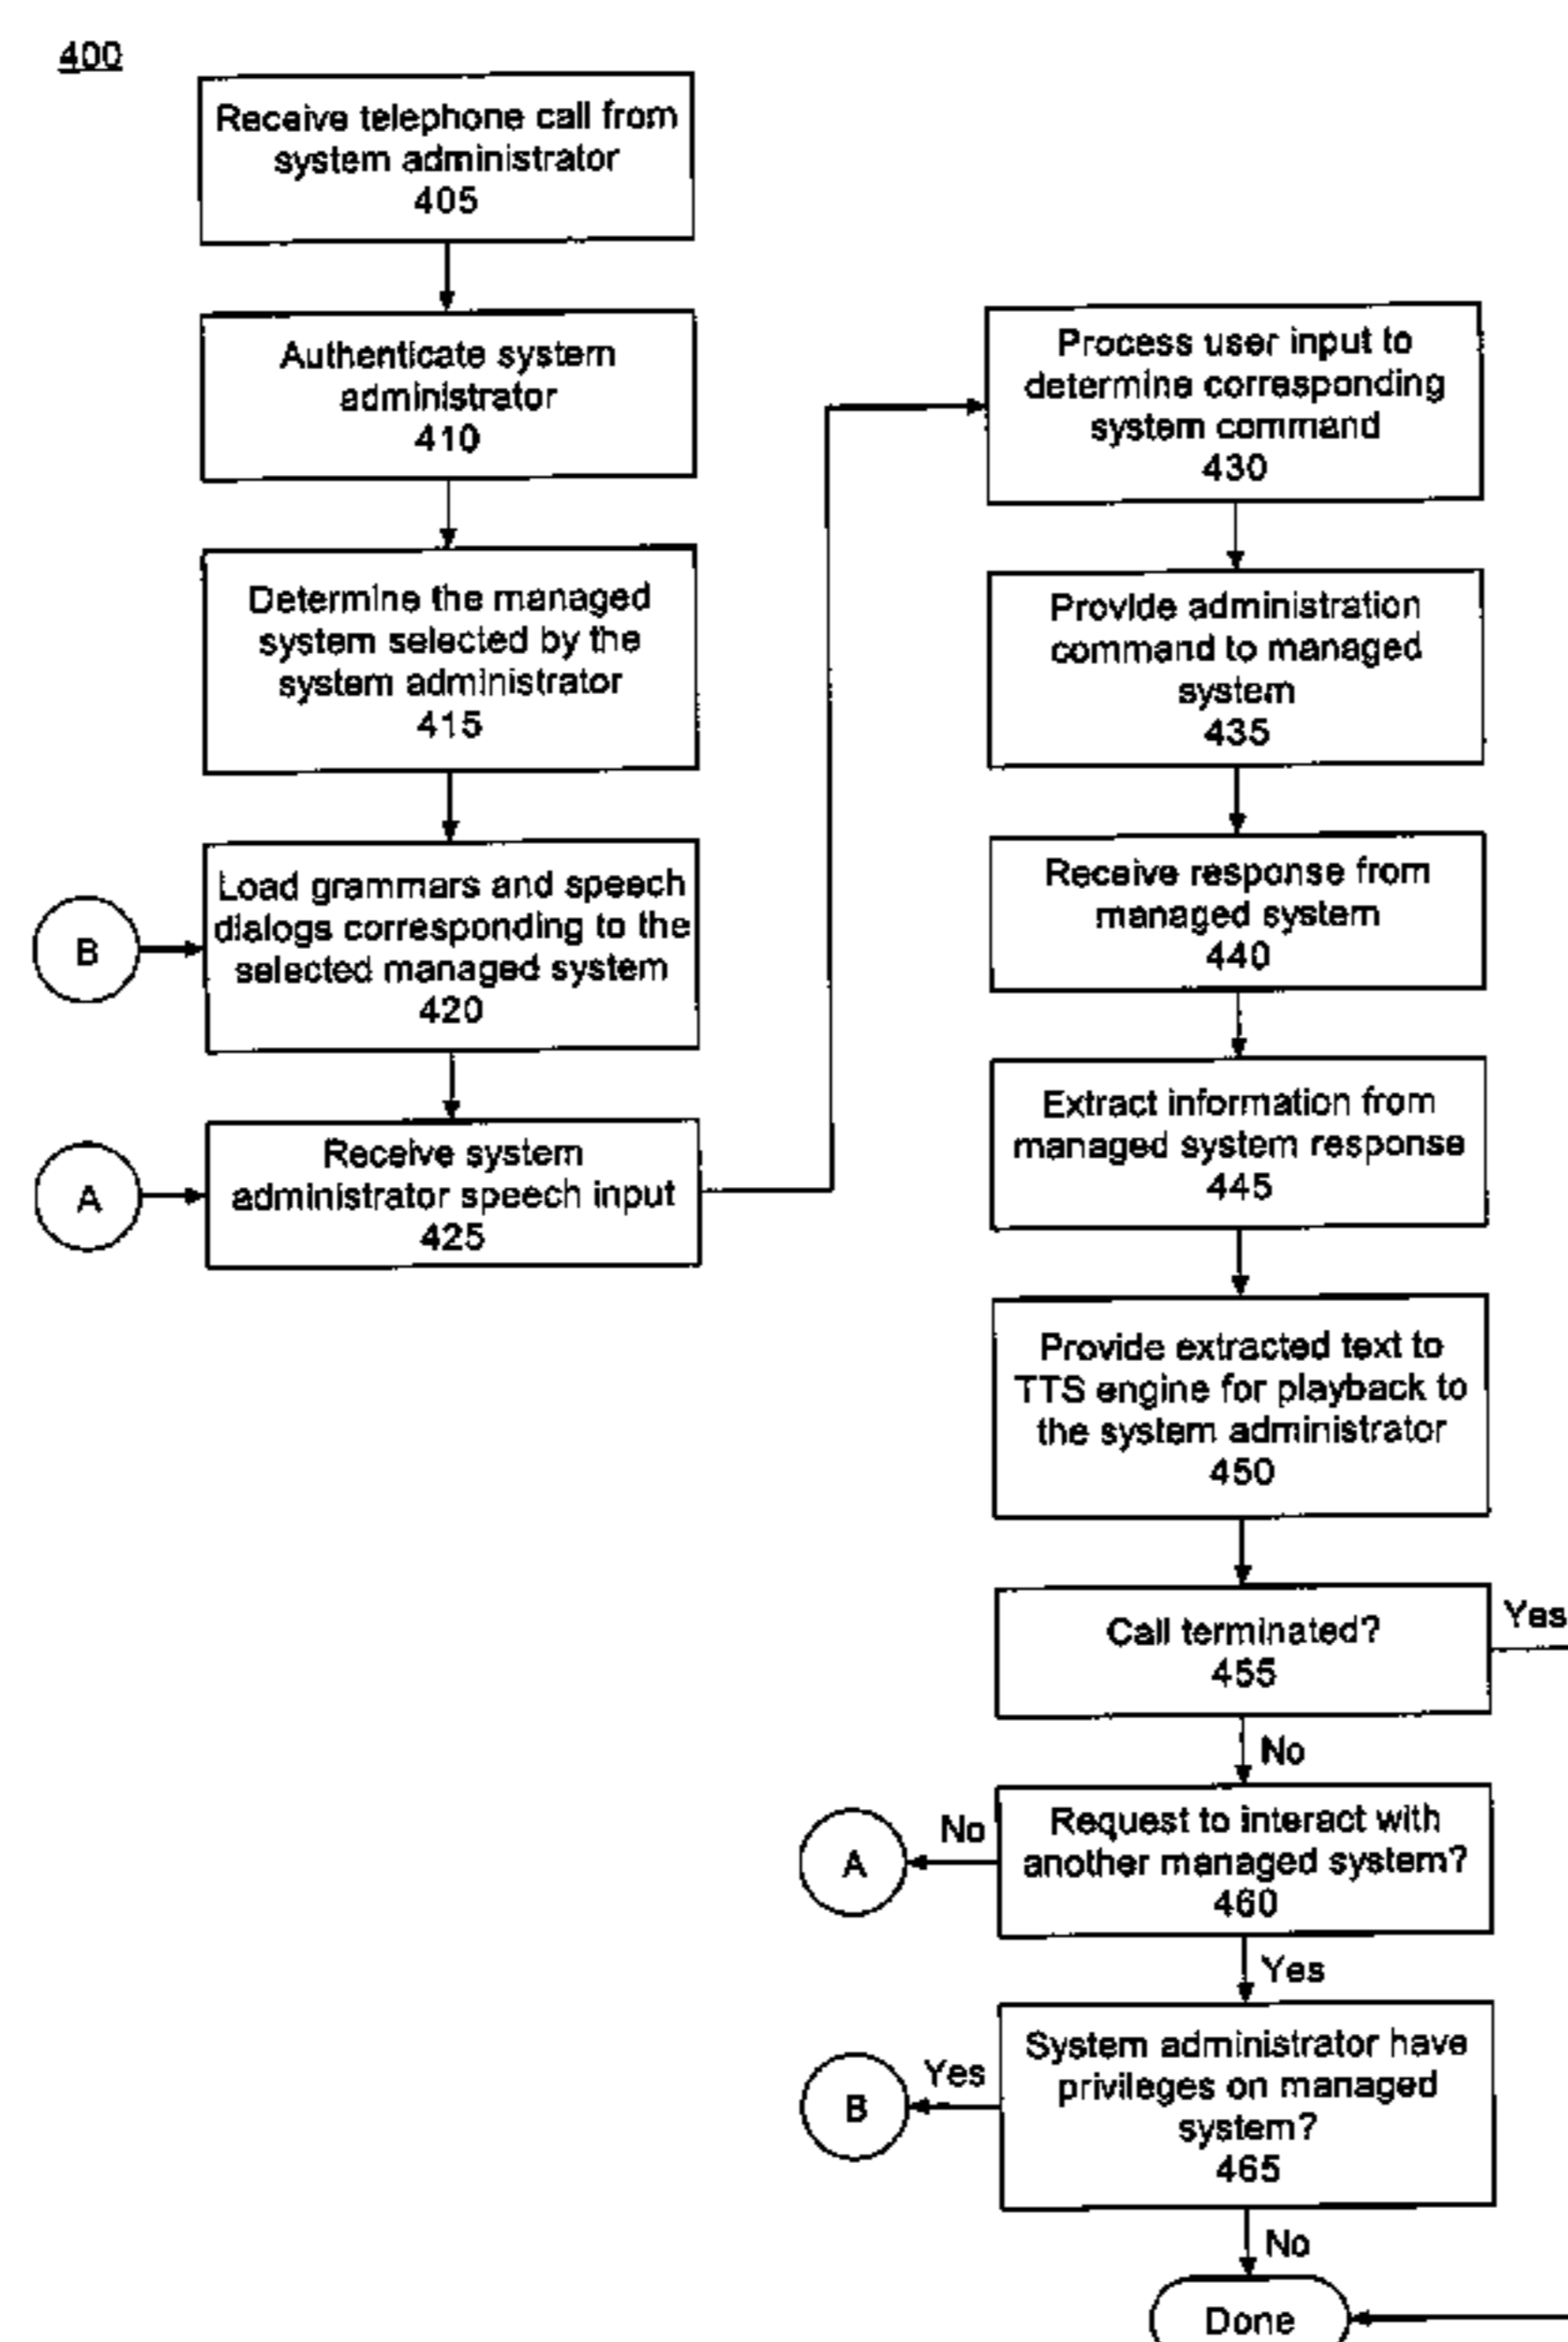 400
Receive telephone call from
system administrator
405
Authenticate system
administrator
410
Determine the managed
system selected by the
system administrator
415
B
Load grammars and speech
dialogs corresponding to the
selected managed system
420
A
Receive system
administrator speech input
425
Process user input to
determine corresponding
system command
430
Provide administration
command to managed
system
435
Receive response from
managed system
440
Extract information from
managed system response
445
Provide extracted text to
TTS engine for playback to
the system administrator
450
Call terminated?
455
Yes
No
Request to interact with
another managed system?
460
No
A
Yes
System administrator have
privileges on managed
system?
465
Yes
B
No
Done